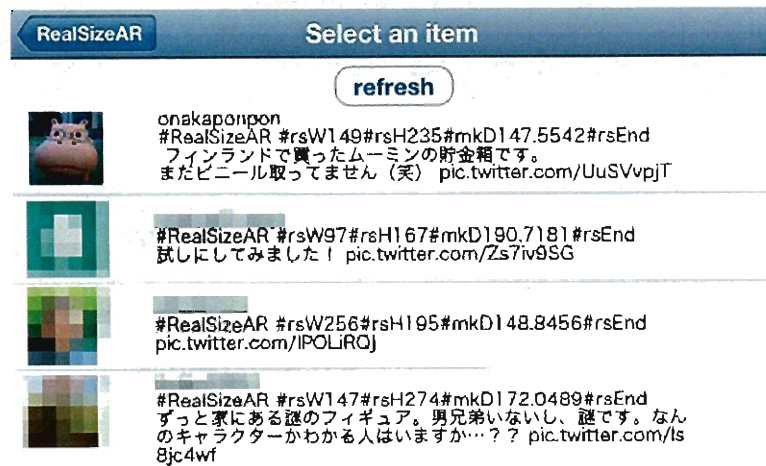 RealSizeAR
Select an item
refresh
onakaponpon
#RealSizeAR #rsW149#rsH235#mkD147.5542#rsEnd
フィンランドで買ったムーミンの貯金箱です。
まだビニール取ってません（笑） pic.twitter.com/UuSVvpjT
#RealSizeAR #rsW97#rsH167#mkD190.7181#rsEnd
試しにしてみました！ pic.twitter.com/Zs7iv9SG
#RealSizeAR #rsW256#rsH195#mkD148.8456#rsEnd
pic.twitter.com/lPOLiRQj
#RealSizeAR #rsW147#rsH274#mkD172.0489#rsEnd
ずっと家にある謎のフィギュア。男兄弟いないし、謎です。なん
のキャラクターかわかる人はいますか…？？ pic.twitter.com/ls
8jc4wf